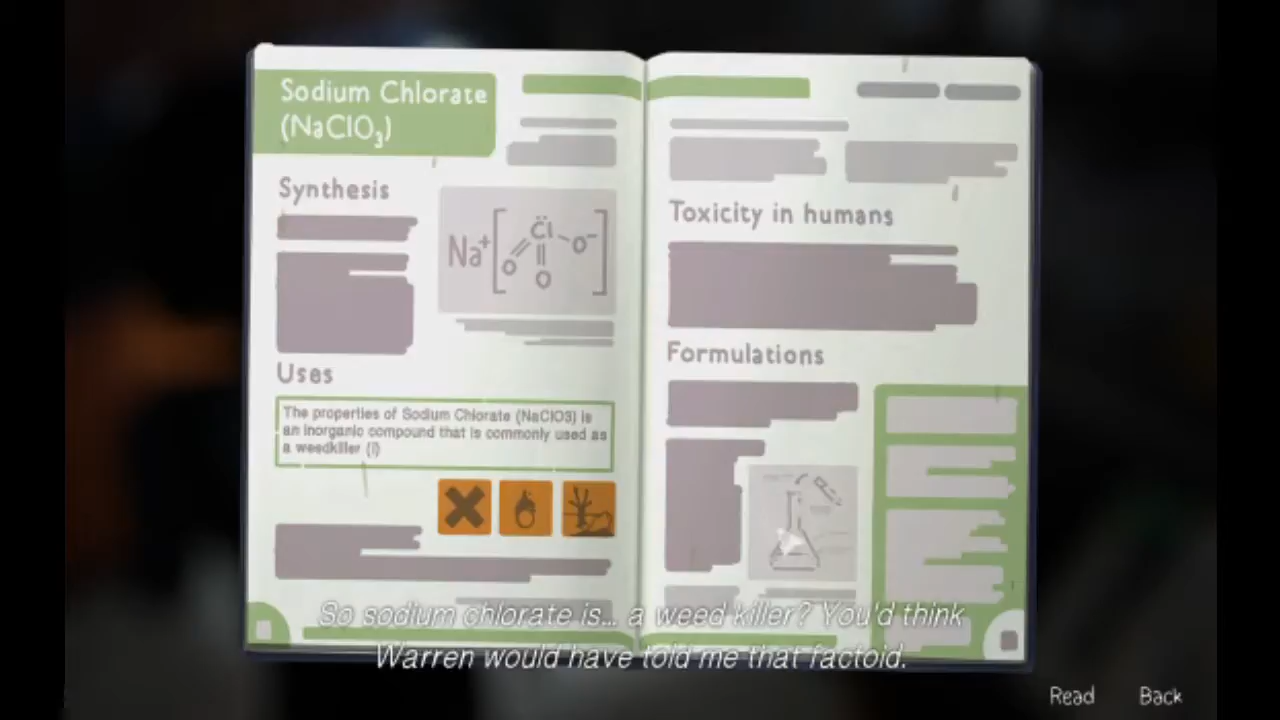 Sodium Chlorate
(NaClO₃)
Synthesis
Na⁺
Cl
O⁻
O
O
Uses
The properties of Sodium Chlorate (NaClO3) is
an inorganic compound that is commonly used as
a weedkiller (i)
Toxicity in humans
Formulations
So sodium chlorate is... a weed killer? You'd think
Warren would have told me that factoid.
Read
Back